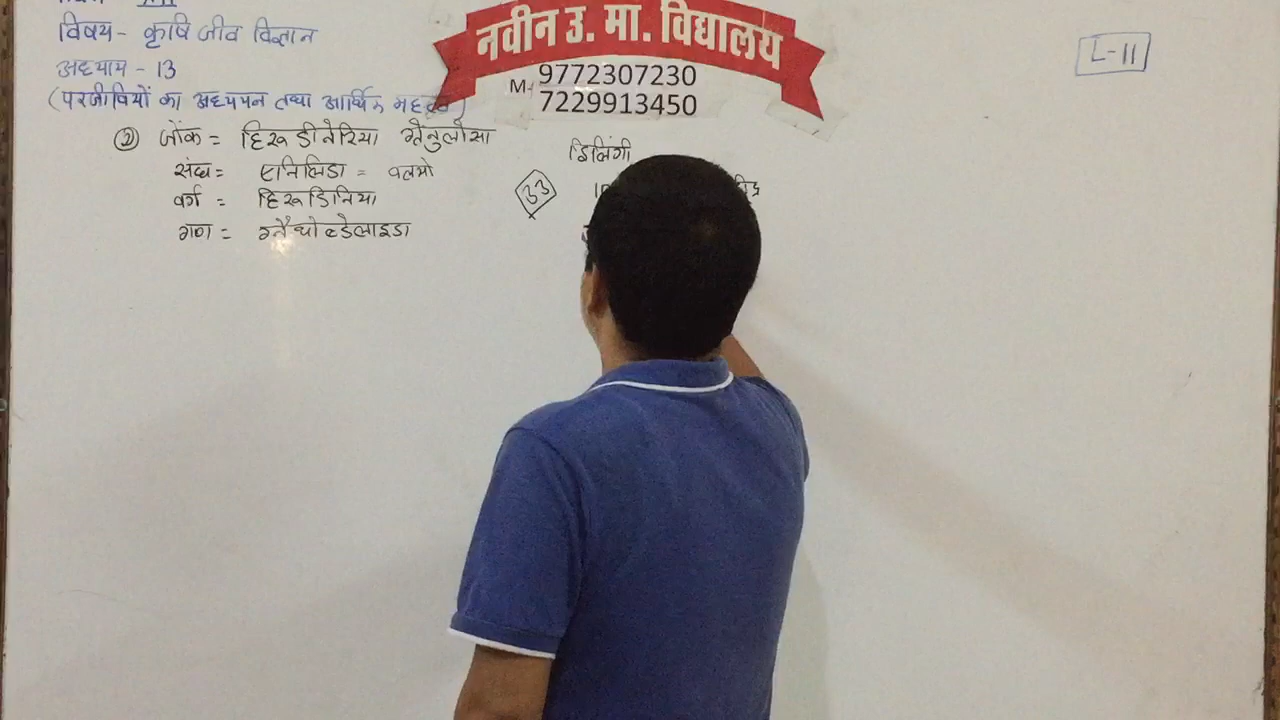 विषय - कृषि जीव विज्ञान
अध्याय - 13
(परजीवियों का अध्ययन तथा आर्थिक महत्व)
नवीन उ. मा. विद्यालय
M- 9772307230
7229913450
L-11
② जोंक = हिरूडीनेरिया ग्रेनुलोसा
संघ = एनिलिडा = वलयो
वर्ग = हिरूडिनिया
गण = ग्नैथोब्डेलाइडा
33